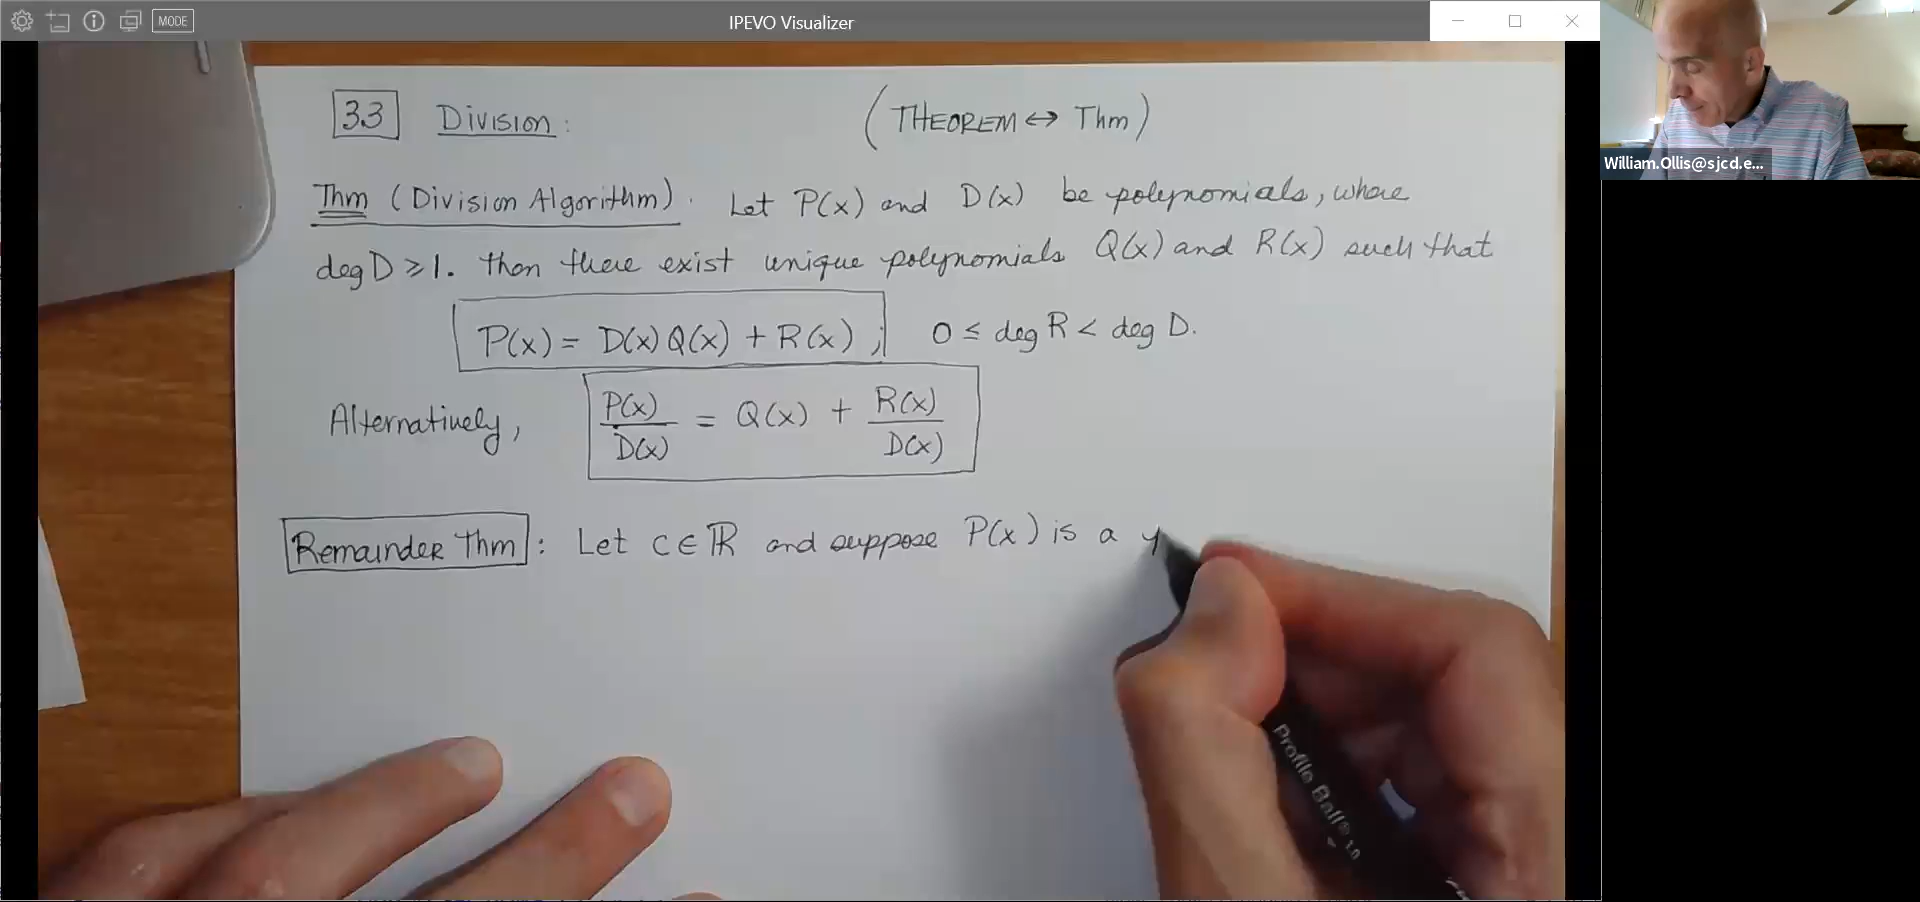 MODE
IPEVO Visualizer
William.Ollis@sjcd.e...
3.3 Division: (THEOREM ↔ Thm)
Thm (Division Algorithm). Let P(x) and D(x) be polynomials, where
deg D ≥ 1. Then there exist unique polynomials Q(x) and R(x) such that
P(x) = D(x) Q(x) + R(x) ; 0 ≤ deg R < deg D.
Alternatively, P(x)/D(x) = Q(x) + R(x)/D(x)
Remainder Thm : Let c ∈ ℝ and suppose P(x) is a
Profile Ball® 1.0